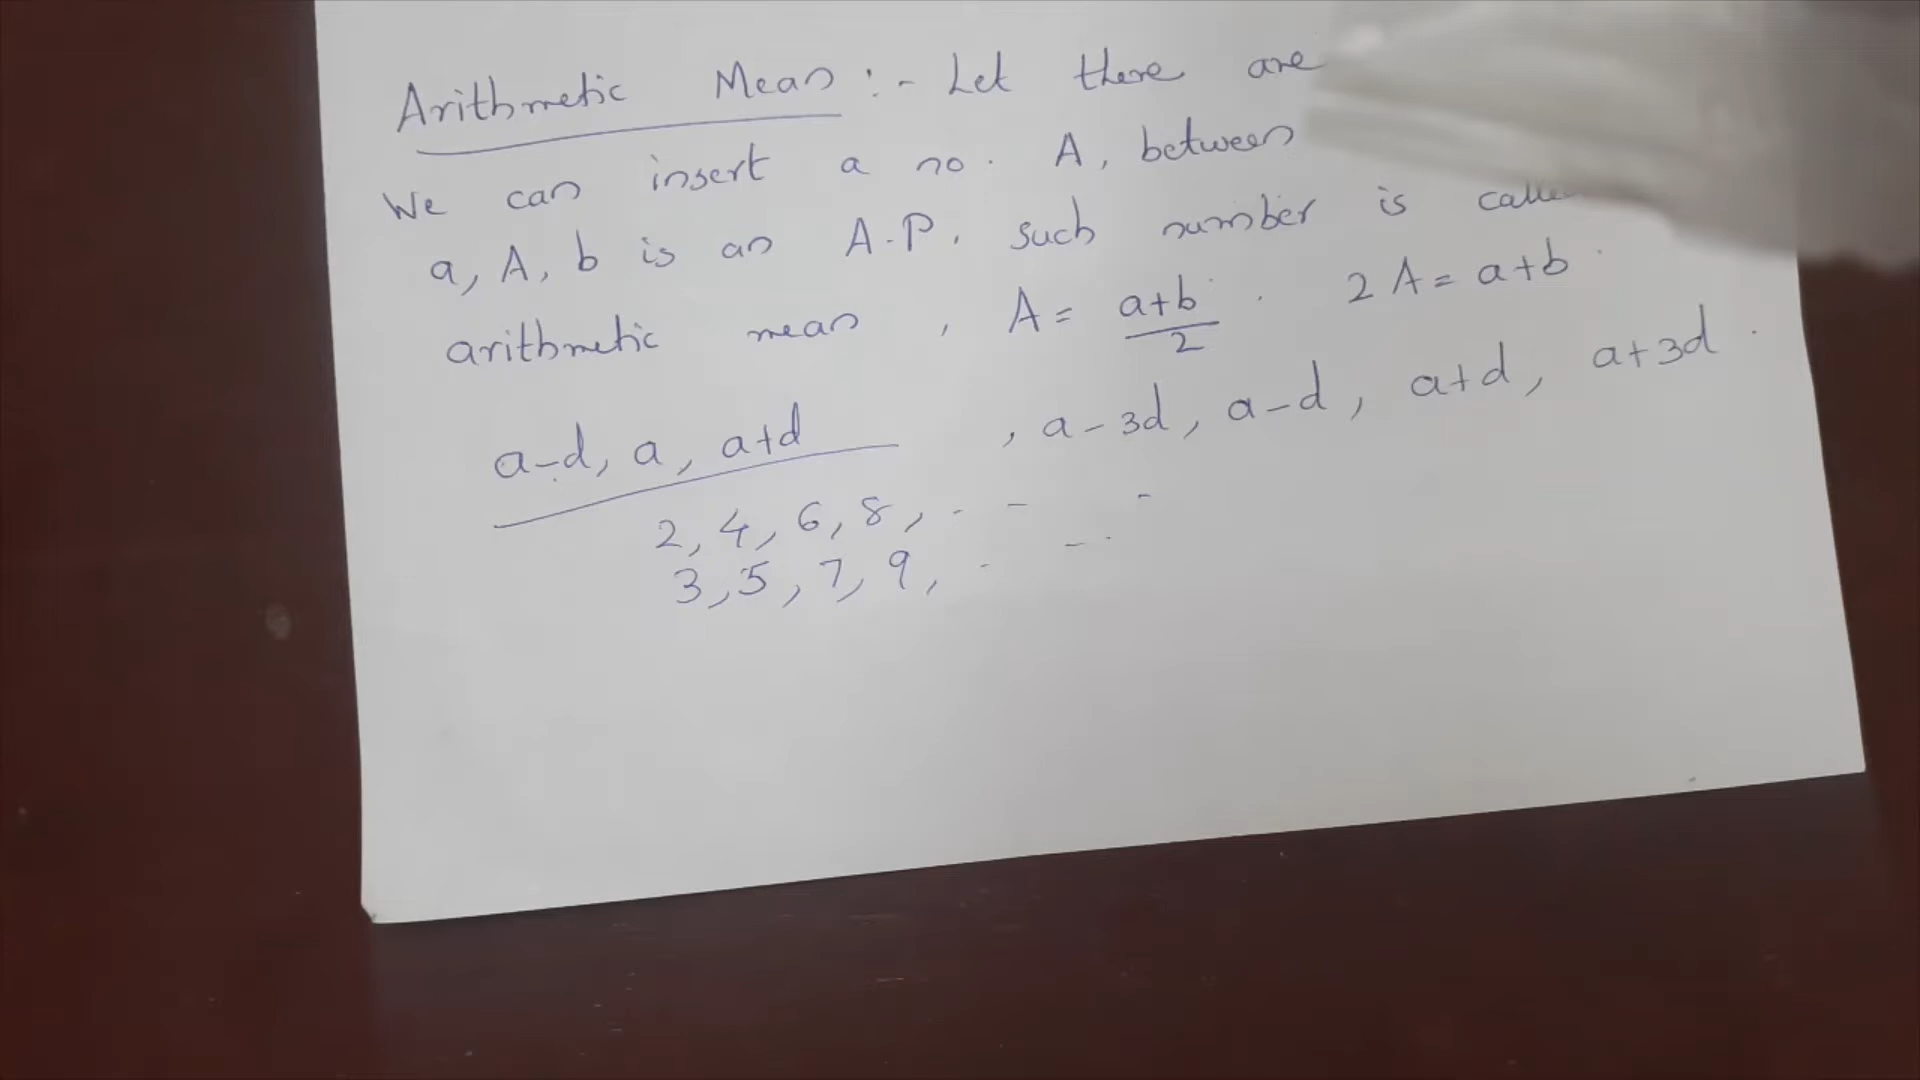 Arithmetic Mean :- Let there are
We can insert a no. A, between
a, A, b is an A.P. such number is
arithmetic mean, A = a+b/2. 2A = a+b.
a-d, a, a+d , a-3d, a-d, a+d, a+3d.
2, 4, 6, 8, . - -
3, 5, 7, 9, . - .